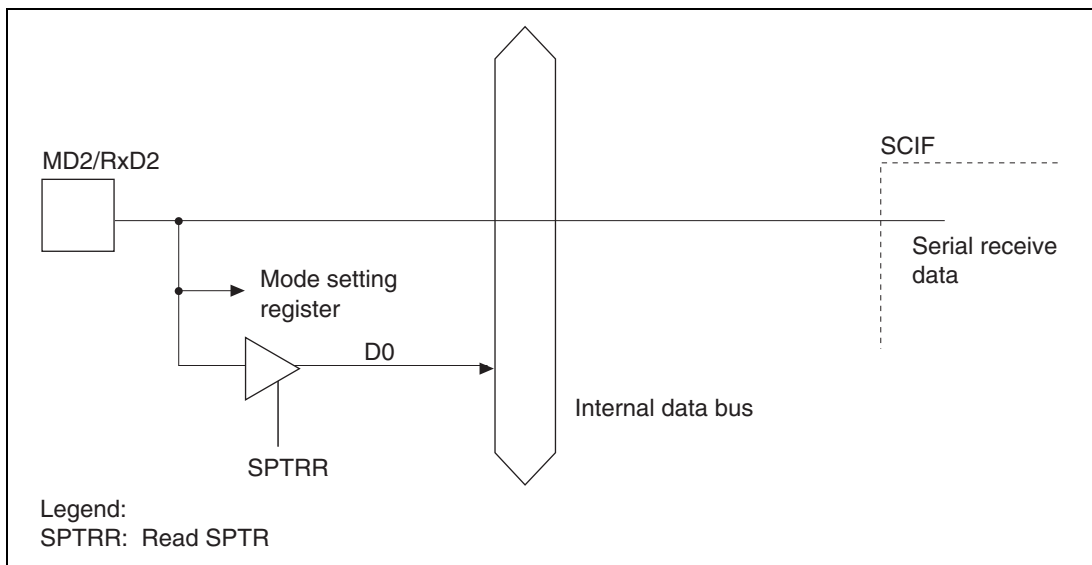 MD2/RxD2
SCIF
Serial receive
data
Mode setting
register
D0
Internal data bus
SPTRR
Legend:
SPTRR: Read SPTR